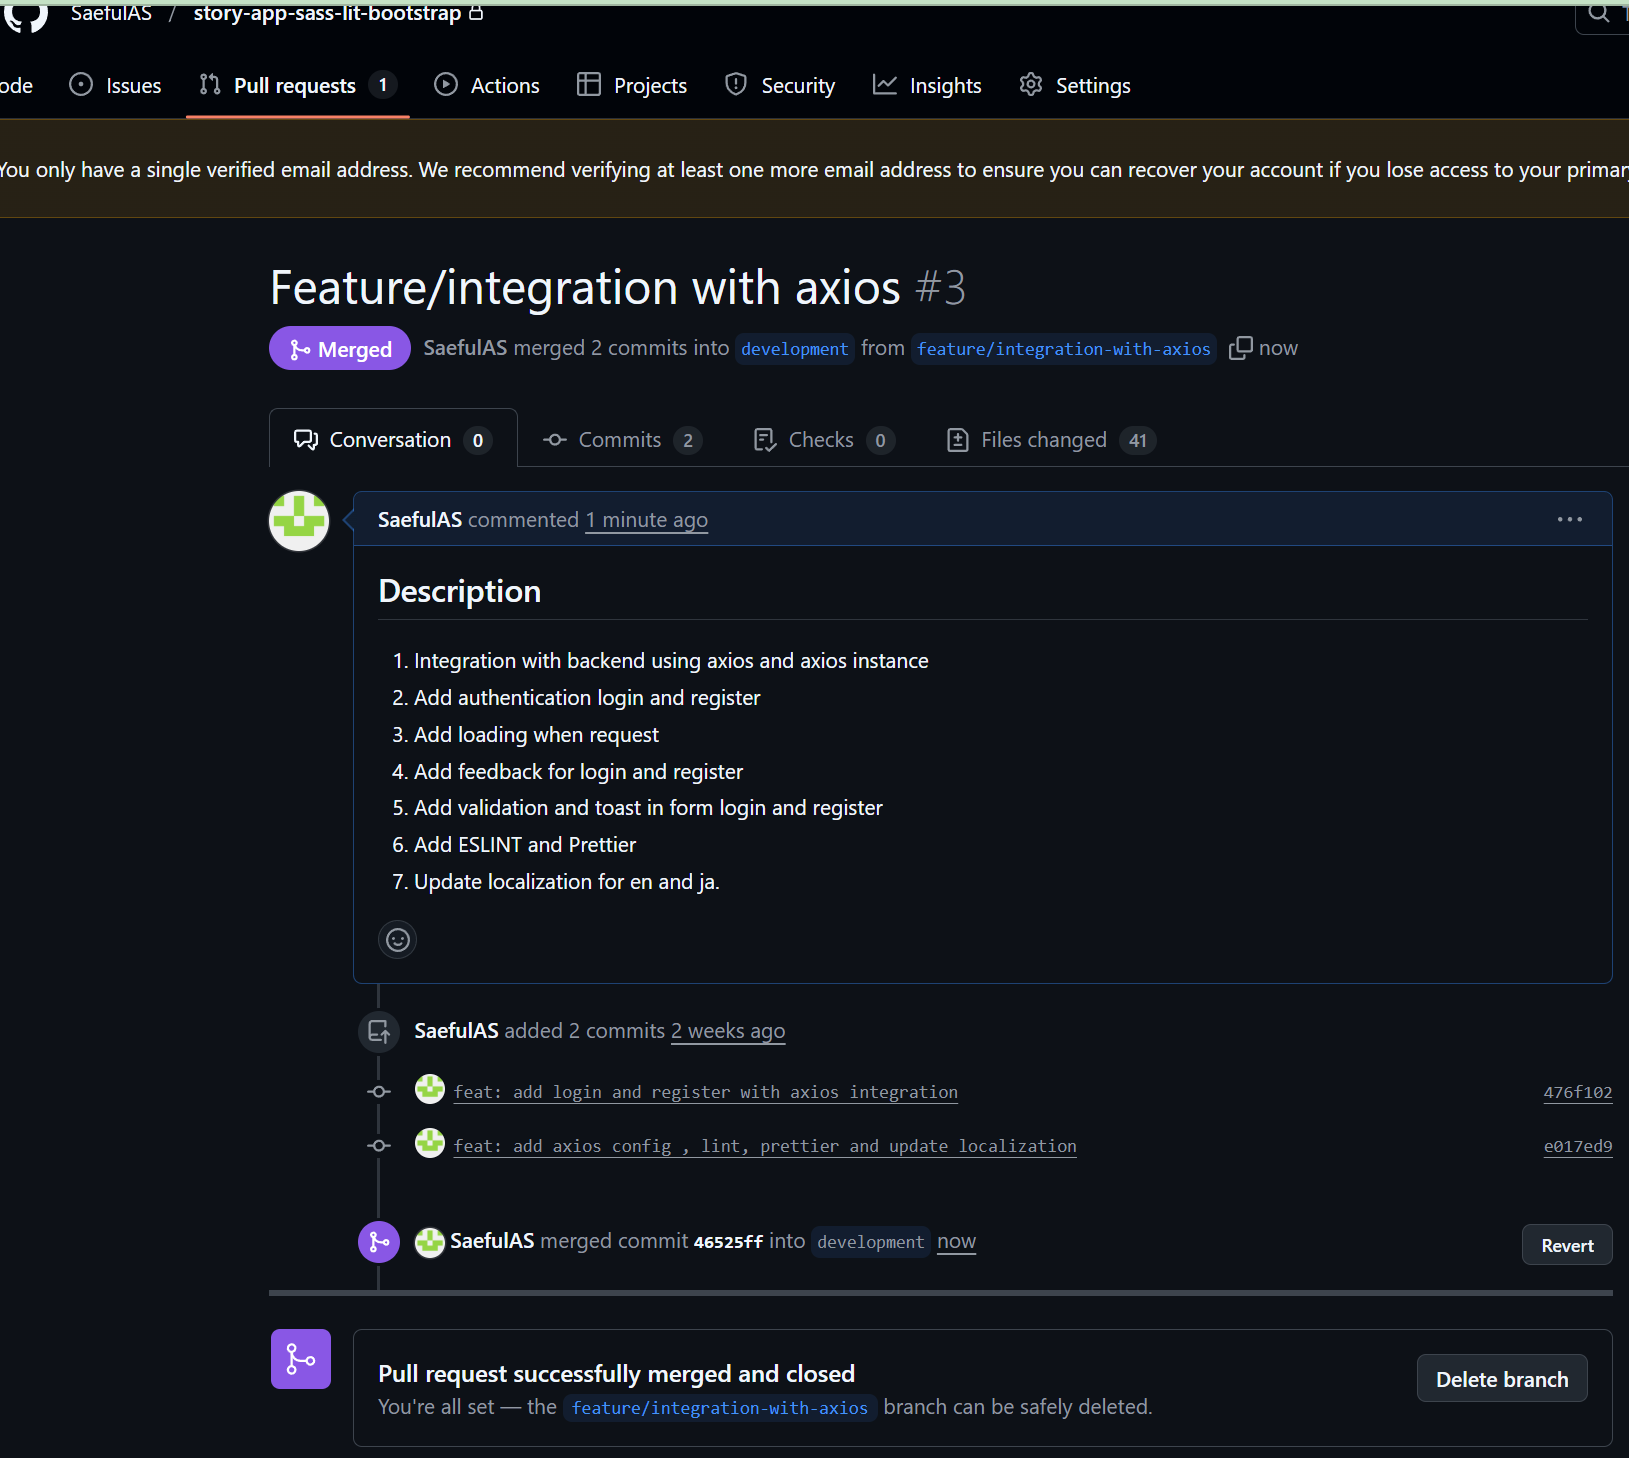 SaefulAS / story-app-sass-lit-bootstrap
ode Issues Pull requests 1 Actions Projects Security Insights Settings
You only have a single verified email address. We recommend verifying at least one more email address to ensure you can recover your account if you lose access to your primar
Feature/integration with axios #3
Merged SaefulAS merged 2 commits into development from feature/integration-with-axios now
Conversation 0 Commits 2 Checks 0 Files changed 41
SaefulAS commented 1 minute ago
Description
1. Integration with backend using axios and axios instance
2. Add authentication login and register
3. Add loading when request
4. Add feedback for login and register
5. Add validation and toast in form login and register
6. Add ESLINT and Prettier
7. Update localization for en and ja.
SaefulAS added 2 commits 2 weeks ago
feat: add login and register with axios integration 476f102
feat: add axios config , lint, prettier and update localization e017ed9
SaefulAS merged commit 46525ff into development now
Revert
Pull request successfully merged and closed
You're all set — the feature/integration-with-axios branch can be safely deleted.
Delete branch